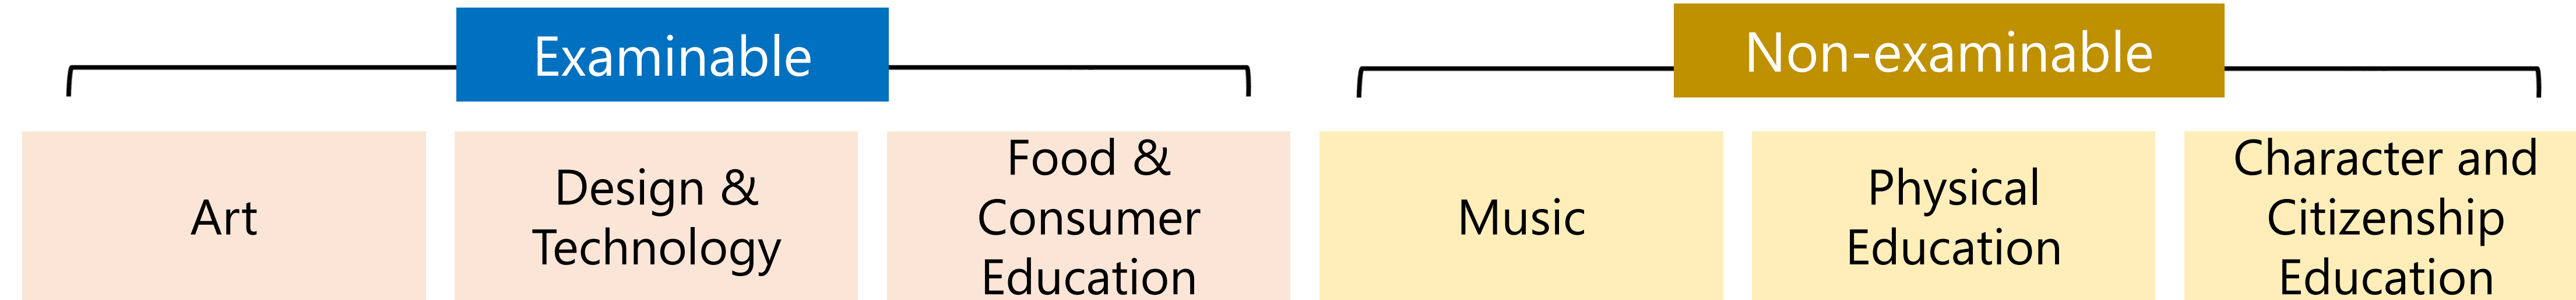 Examinable
Non-examinable
Art
Design &
Technology
Food &
Consumer
Education
Music
Physical
Education
Character and
Citizenship
Education